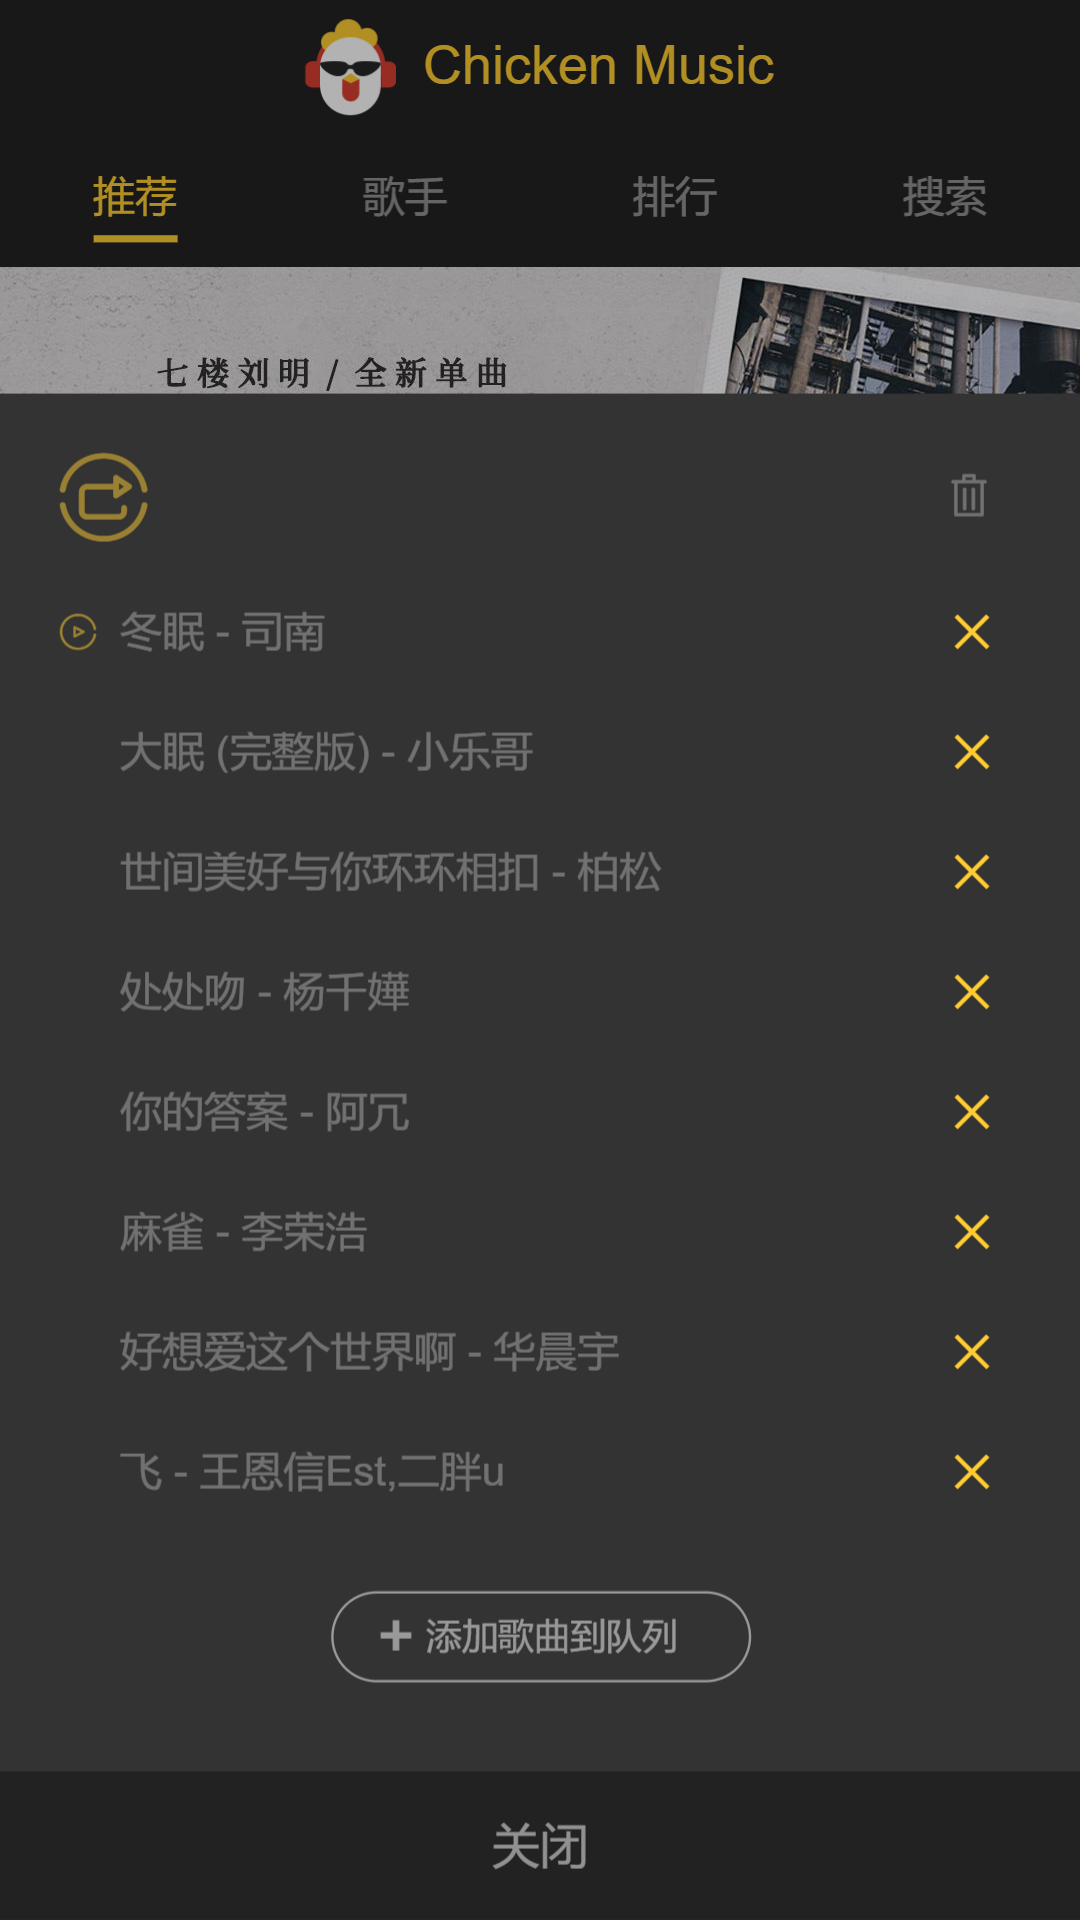 Chicken Music
推荐 歌手 排行 搜索
七楼刘明 / 全新单曲
冬眠 - 司南
大眠 (完整版) - 小乐哥
世间美好与你环环相扣 - 柏松
处处吻 - 杨千嬅
你的答案 - 阿冗
麻雀 - 李荣浩
好想爱这个世界啊 - 华晨宇
飞 - 王恩信Est,二胖u
添加歌曲到队列
关闭